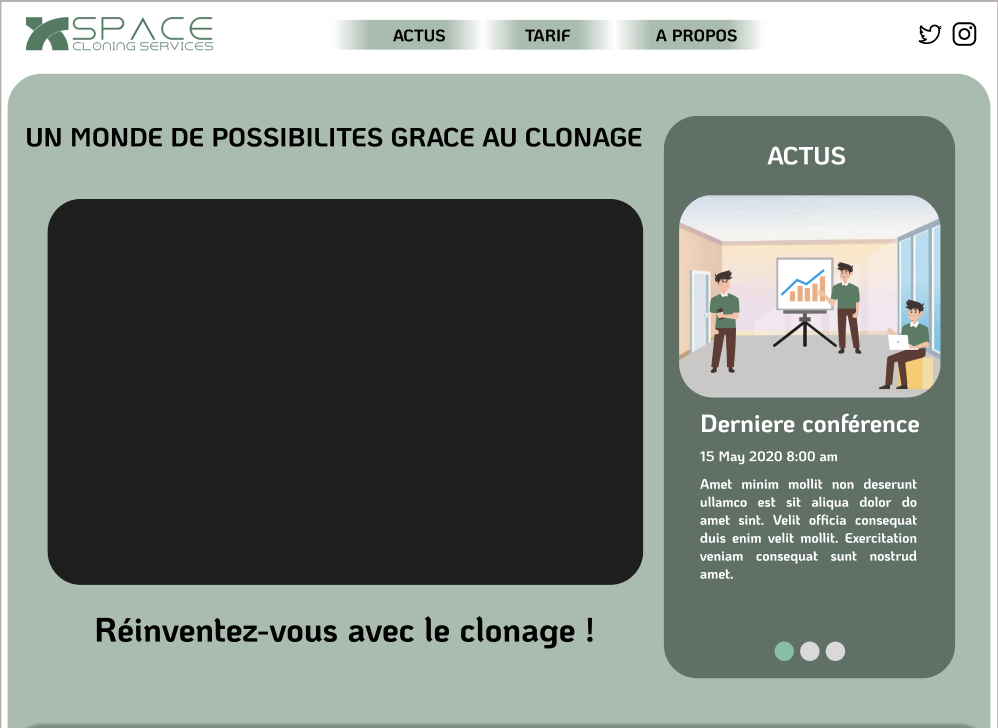 SPACE
CLONING SERVICES
ACTUS
TARIF
A PROPOS
UN MONDE DE POSSIBILITES GRACE AU CLONAGE
Réinventez-vous avec le clonage !
ACTUS
Derniere conférence
15 May 2020 8:00 am
Amet minim mollit non deserunt
ullamco est sit aliqua dolor do
amet sint. Velit officia consequat
duis enim velit mollit. Exercitation
veniam consequat sunt nostrud
amet.